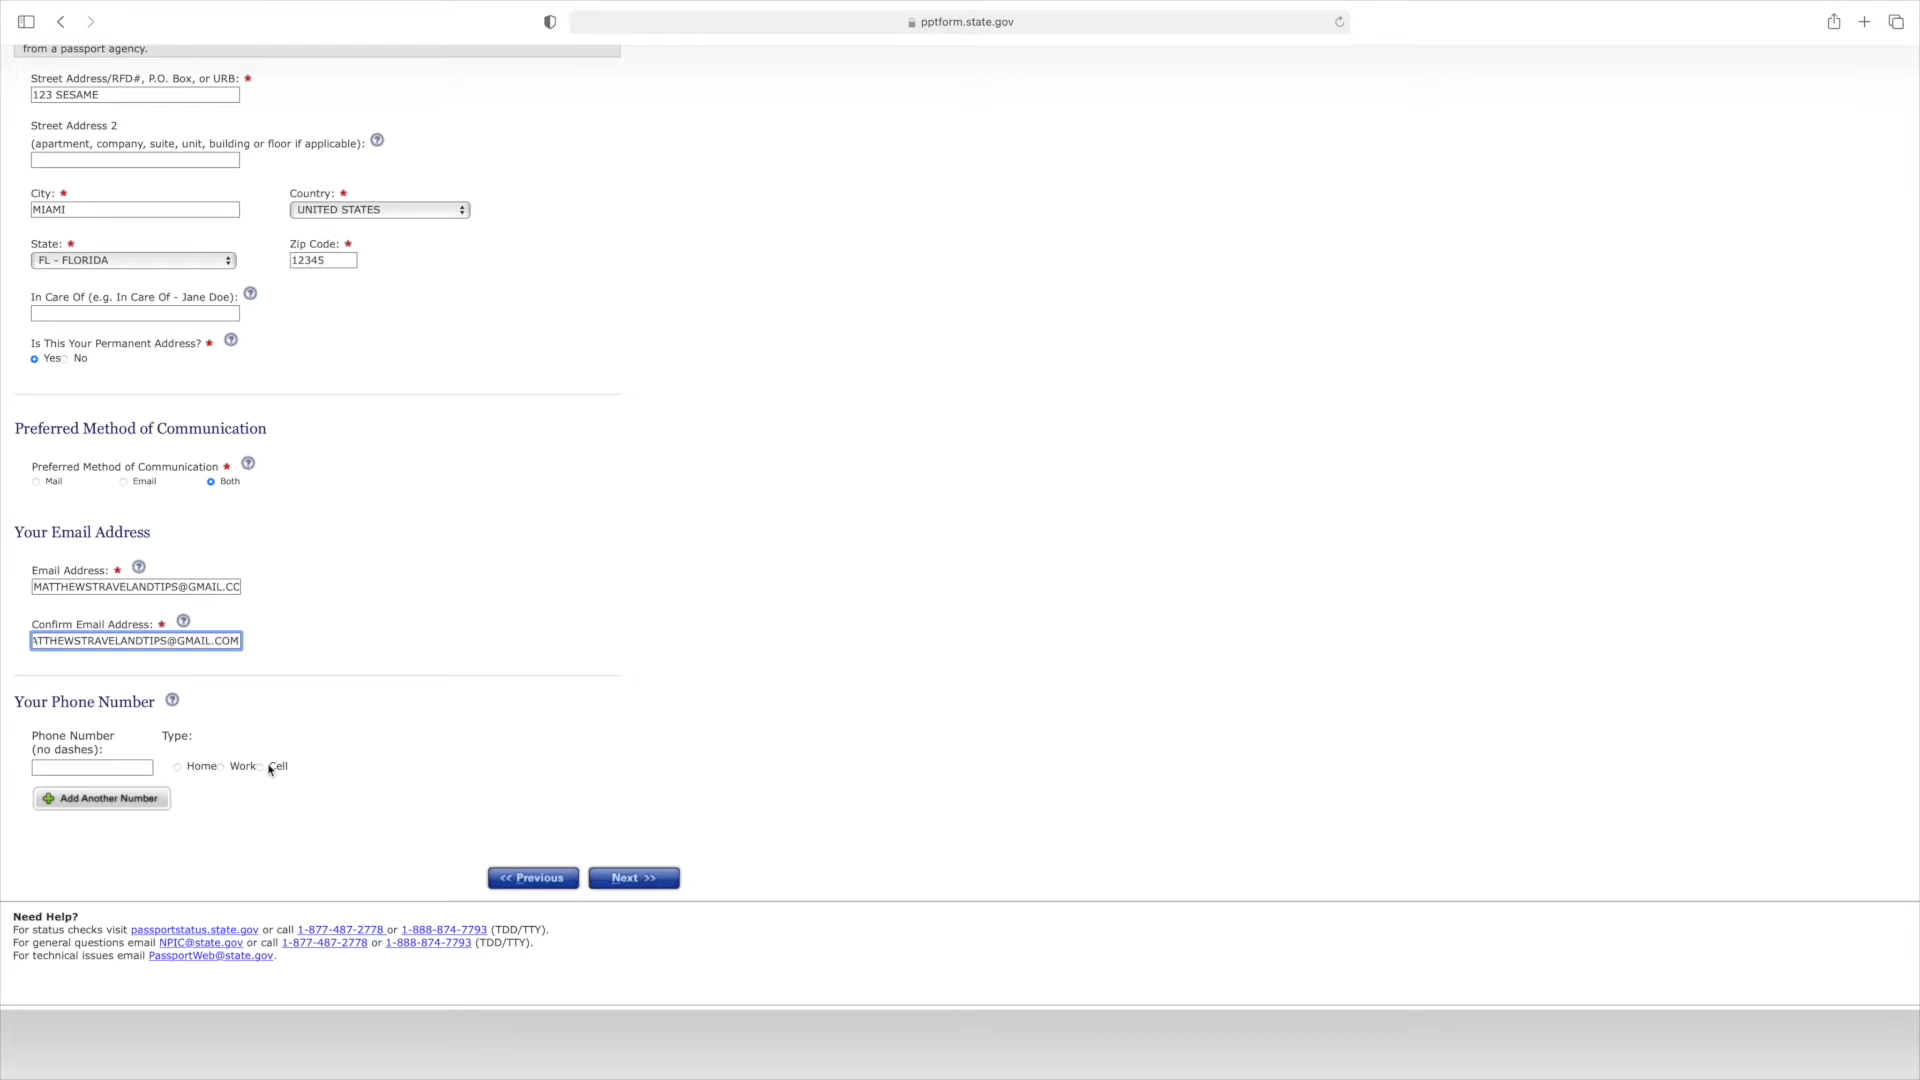 pptform.state.gov
from a passport agency.
Street Address/RFD#, P.O. Box, or URB: *
123 SESAME
Street Address 2
(apartment, company, suite, unit, building or floor if applicable): ?
City: * Country: *
MIAMI UNITED STATES
State: * Zip Code: *
FL - FLORIDA 12345
In Care Of (e.g. In Care Of - Jane Doe): ?
Is This Your Permanent Address? * ?
Yes No
Preferred Method of Communication
Preferred Method of Communication * ?
Mail Email Both
Your Email Address
Email Address: * ?
MATTHEWSTRAVELANDTIPS@GMAIL.CC
Confirm Email Address: * ?
ATTHEWSTRAVELANDTIPS@GMAIL.COM
Your Phone Number ?
Phone Number Type:
(no dashes):
Home Work Cell
Add Another Number
<< Previous Next >>
Need Help?
For status checks visit passportstatus.state.gov or call 1-877-487-2778 or 1-888-874-7793 (TDD/TTY).
For general questions email NPIC@state.gov or call 1-877-487-2778 or 1-888-874-7793 (TDD/TTY).
For technical issues email PassportWeb@state.gov.